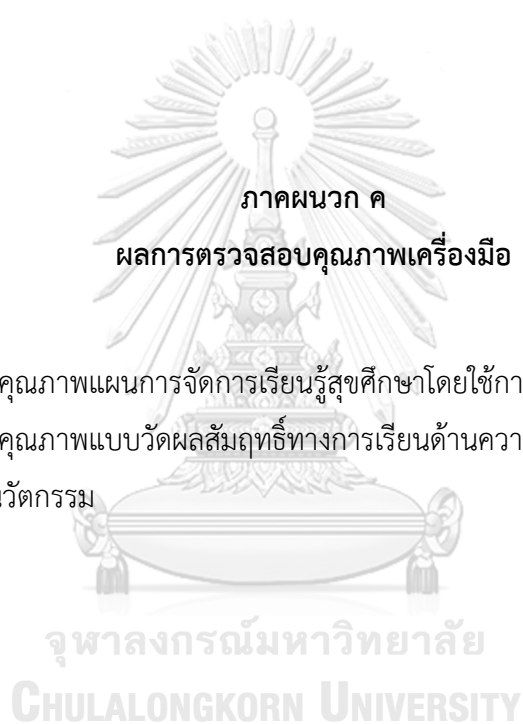 ภาคผนวก ค
ผลการตรวจสอบคุณภาพเครื่องมือ
คุณภาพแผนการจัดการเรียนรู้สุขศึกษาโดยใช้กา
คุณภาพแบบวัดผลสัมฤทธิ์ทางการเรียนด้านควา
นวัตกรรม
จุฬาลงกรณ์มหาวิทยาลัย
CHULALONGKORN UNIVERSITY